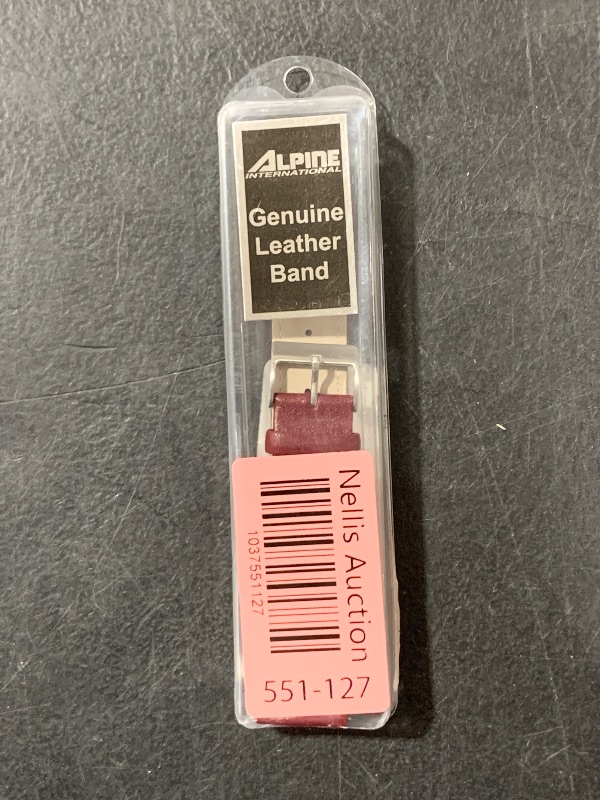 ALPINE
INTERNATIONAL
Genuine
Leather
Band
Nellis Auction
1037551127
551-127